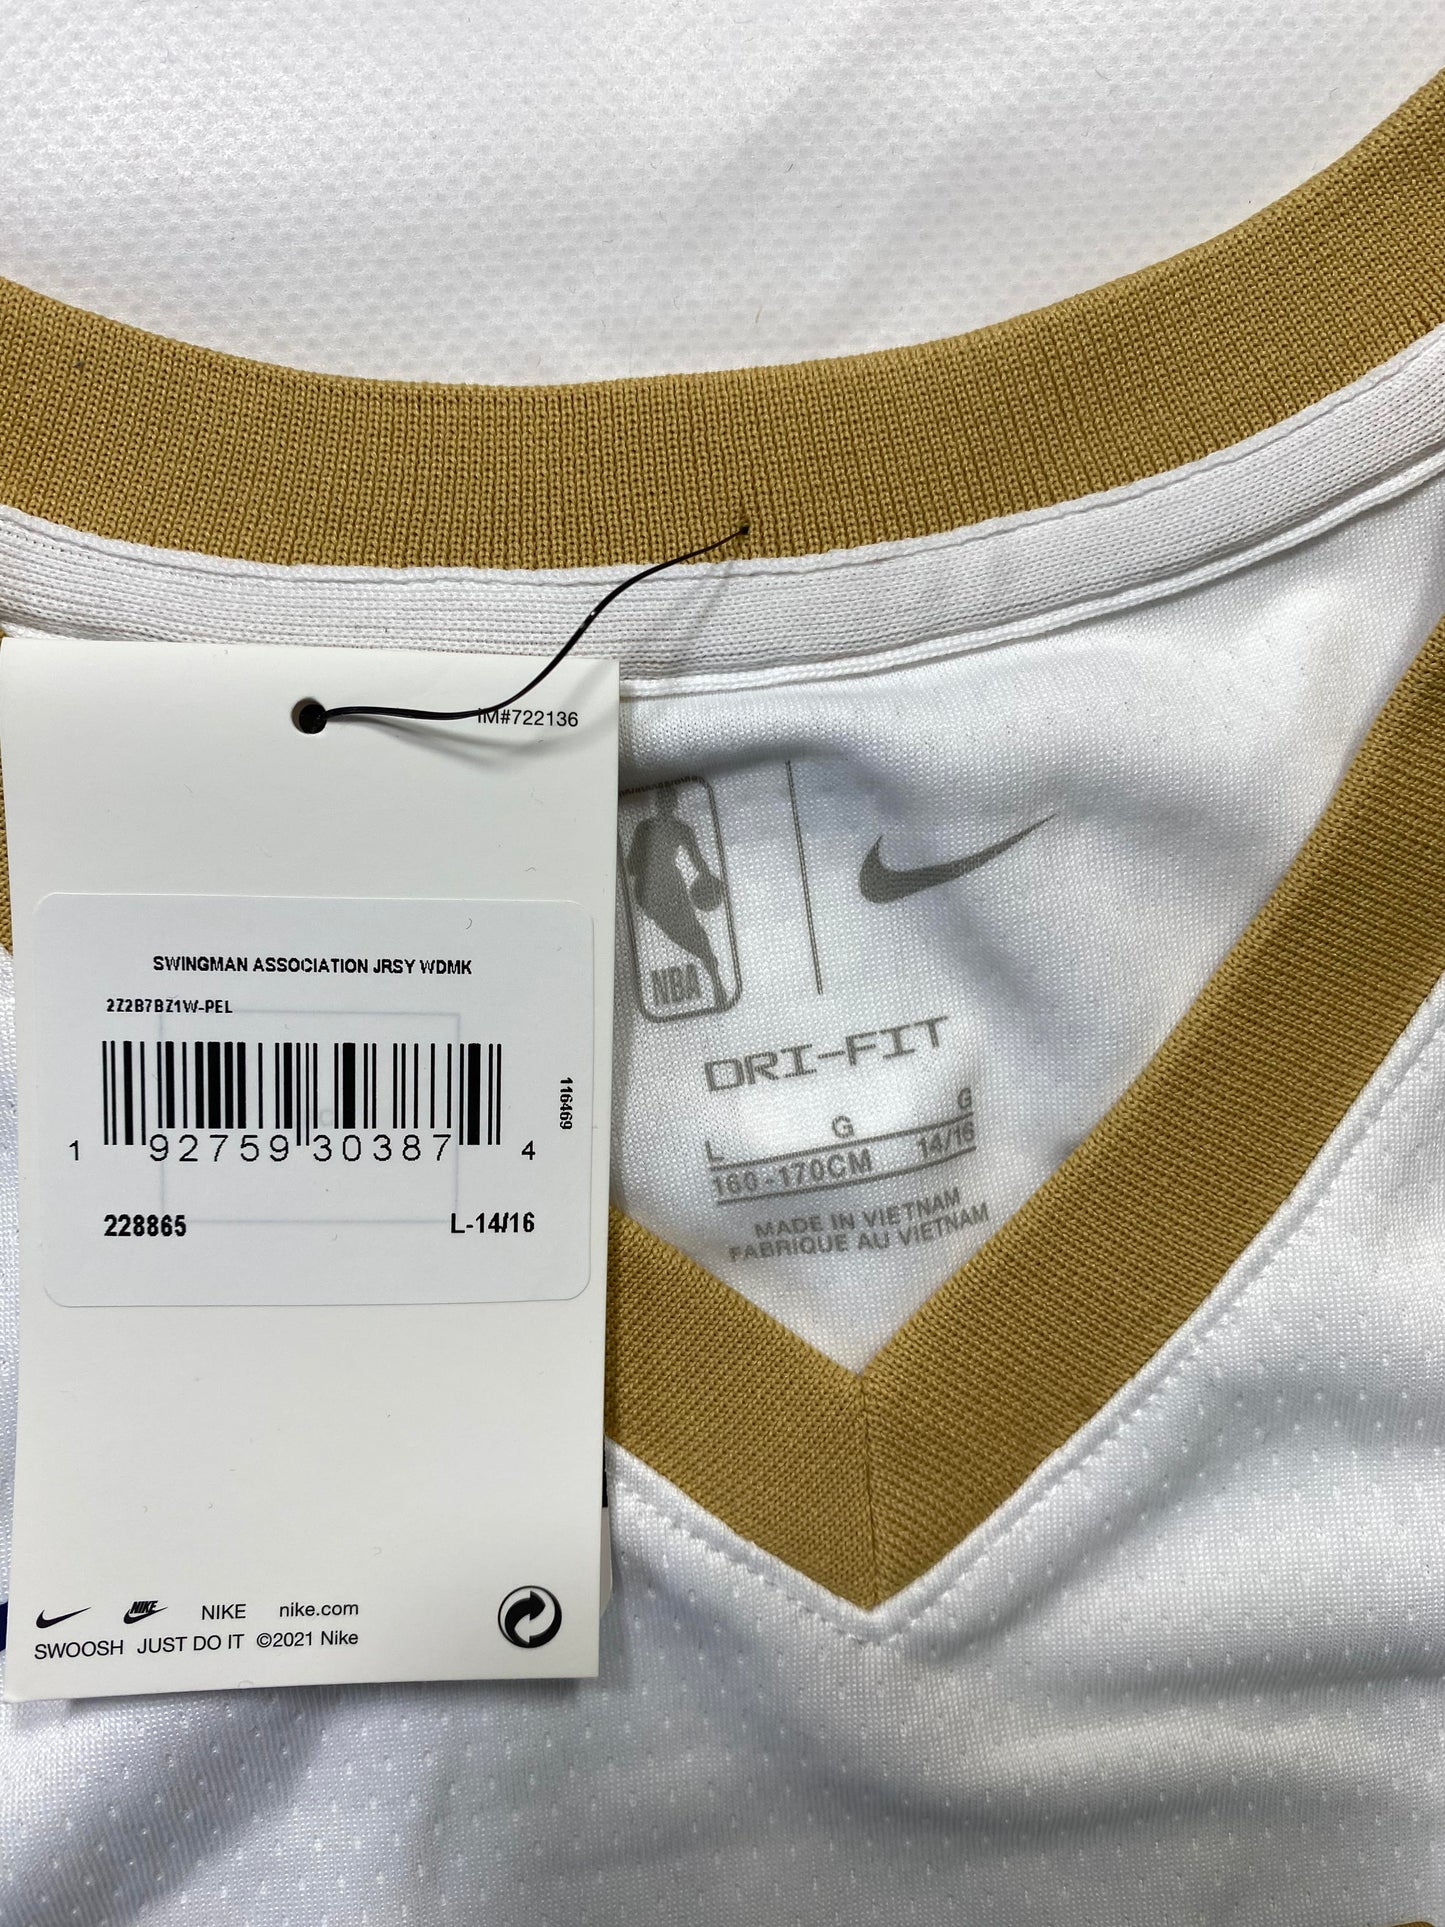 IM#722136
SWINGMAN ASSOCIATION JRSY WDMK
2Z2B7BZ1W-PEL
1 92759 30387 4
116469
228865 L-14/16
NIKE NIKE nike.com
SWOOSH JUST DO IT ©2021 Nike
NBA
DRI-FIT
L G G
160-170CM 14/16
MADE IN VIETNAM
FABRIQUE AU VIETNAM